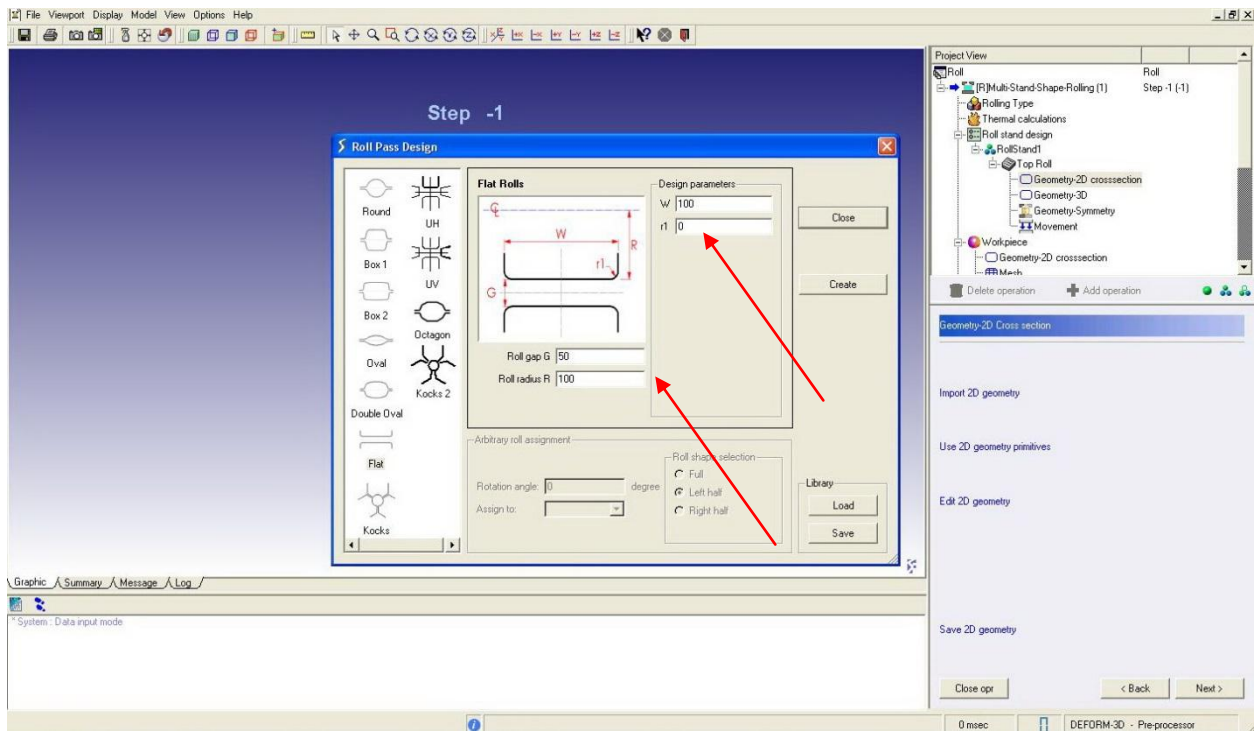 File Viewport Display Model View Options Help
Step -1
Roll Pass Design
Round
Box 1
Box 2
Oval
Double Oval
Flat
Kocks
UH
UV
Octagon
Kocks 2
Flat Rolls
W
R
r1
G
Roll gap G 50
Roll radius R 100
Design parameters
W 100
r1 0
Arbitrary roll assignment
Rotation angle: 0 degree
Assign to:
Roll shape selection
Full
Left half
Right half
Close
Create
Library
Load
Save
Graphic Summary Message Log
* System : Data input mode
Project View
Roll Roll
[R]Multi-Stand-Shape-Rolling (1) Step -1 (-1)
Rolling Type
Thermal calculations
Roll stand design
RollStand1
Top Roll
Geometry-2D crosssection
Geometry-3D
Geometry-Symmetry
Movement
Workpiece
Geometry-2D crosssection
Mesh
Delete operation Add operation
Geometry-2D Cross section
Import 2D geometry
Use 2D geometry primitives
Edit 2D geometry
Save 2D geometry
Close opr < Back Next >
0 msec DEFORM-3D - Pre-processor